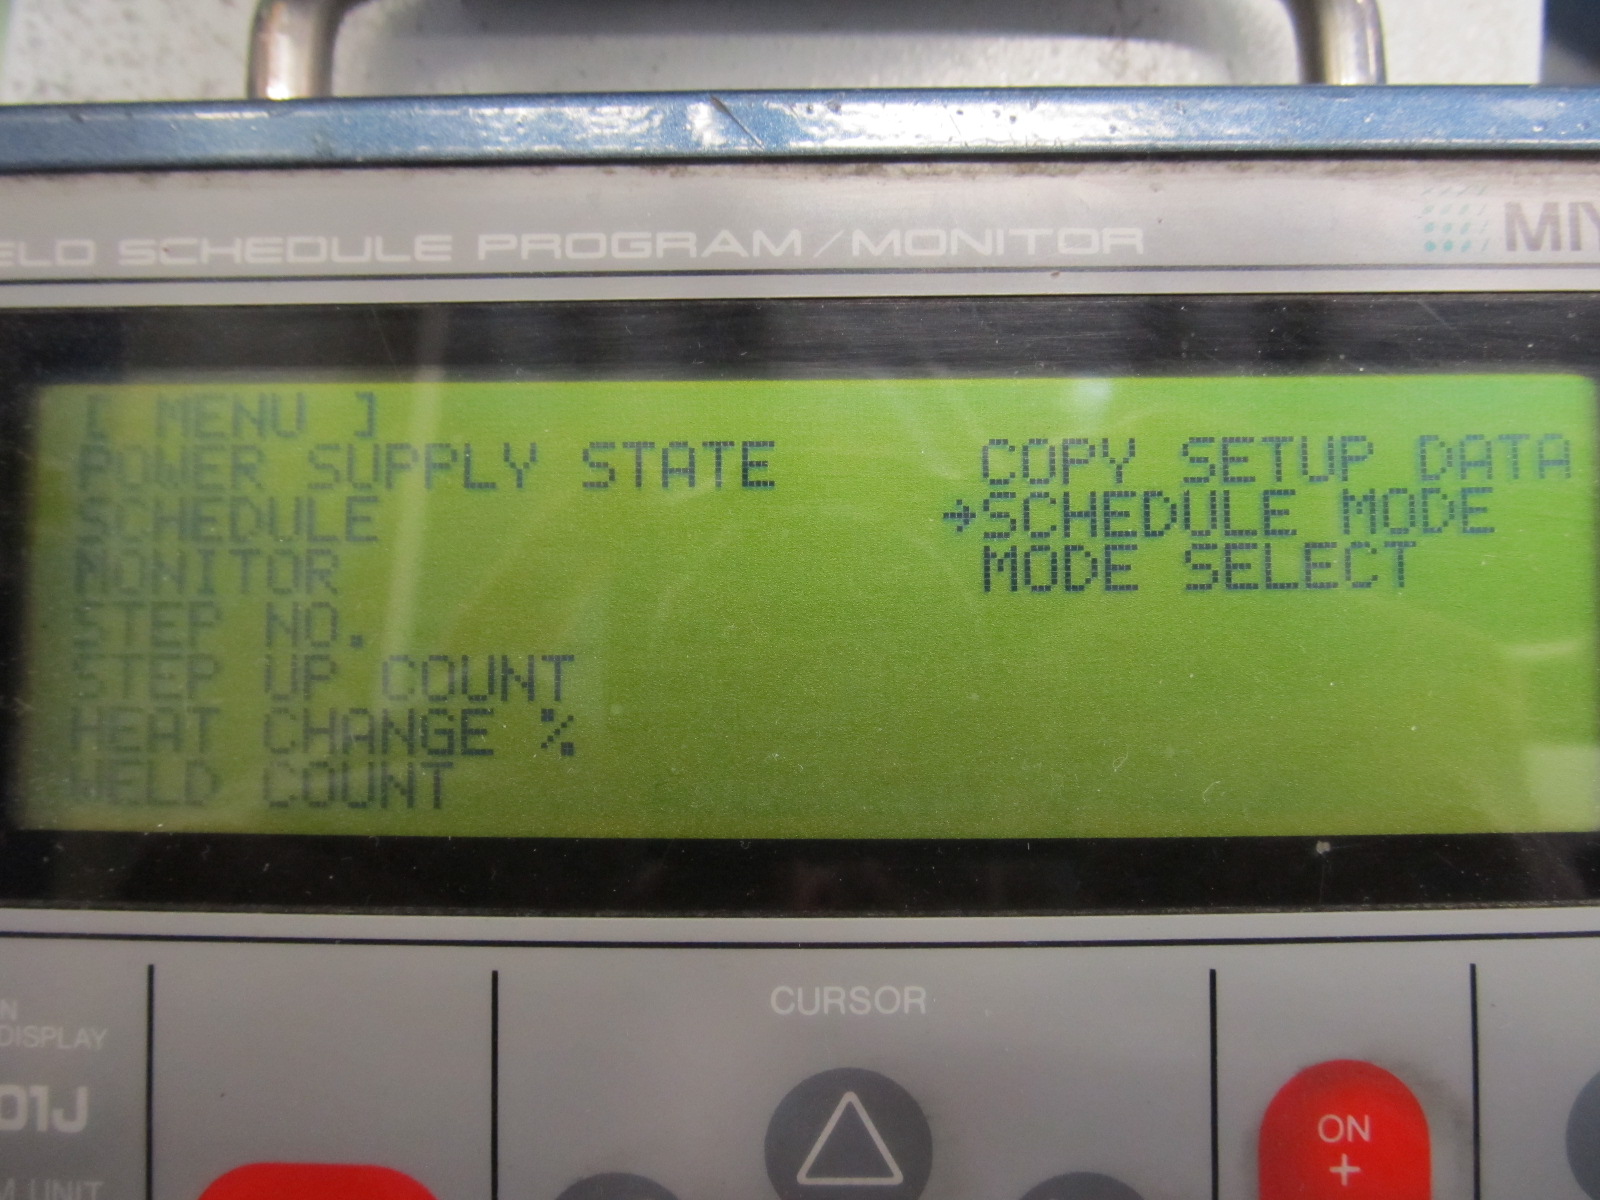 ELD SCHEDULE PROGRAM/MONITOR
MIY
[ MENU ]
POWER SUPPLY STATE
SCHEDULE
MONITOR
STEP NO.
STEP UP COUNT
HEAT CHANGE %
WELD COUNT
COPY SETUP DATA
→SCHEDULE MODE
MODE SELECT
N
DISPLAY
01J
M UNIT
CURSOR
ON
+